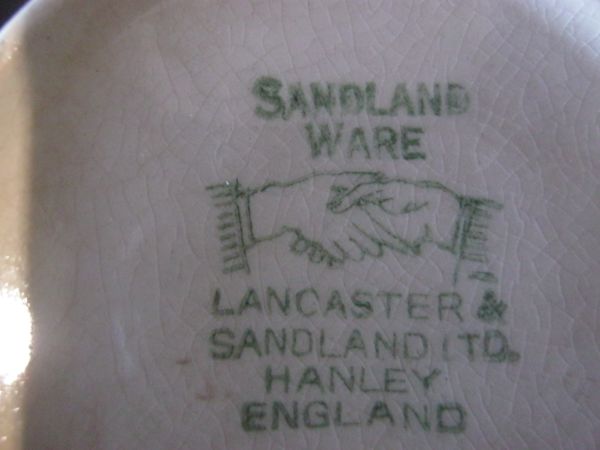 SANDLAND
WARE
LANCASTER &
SANDLAND LTD.
HANLEY
ENGLAND